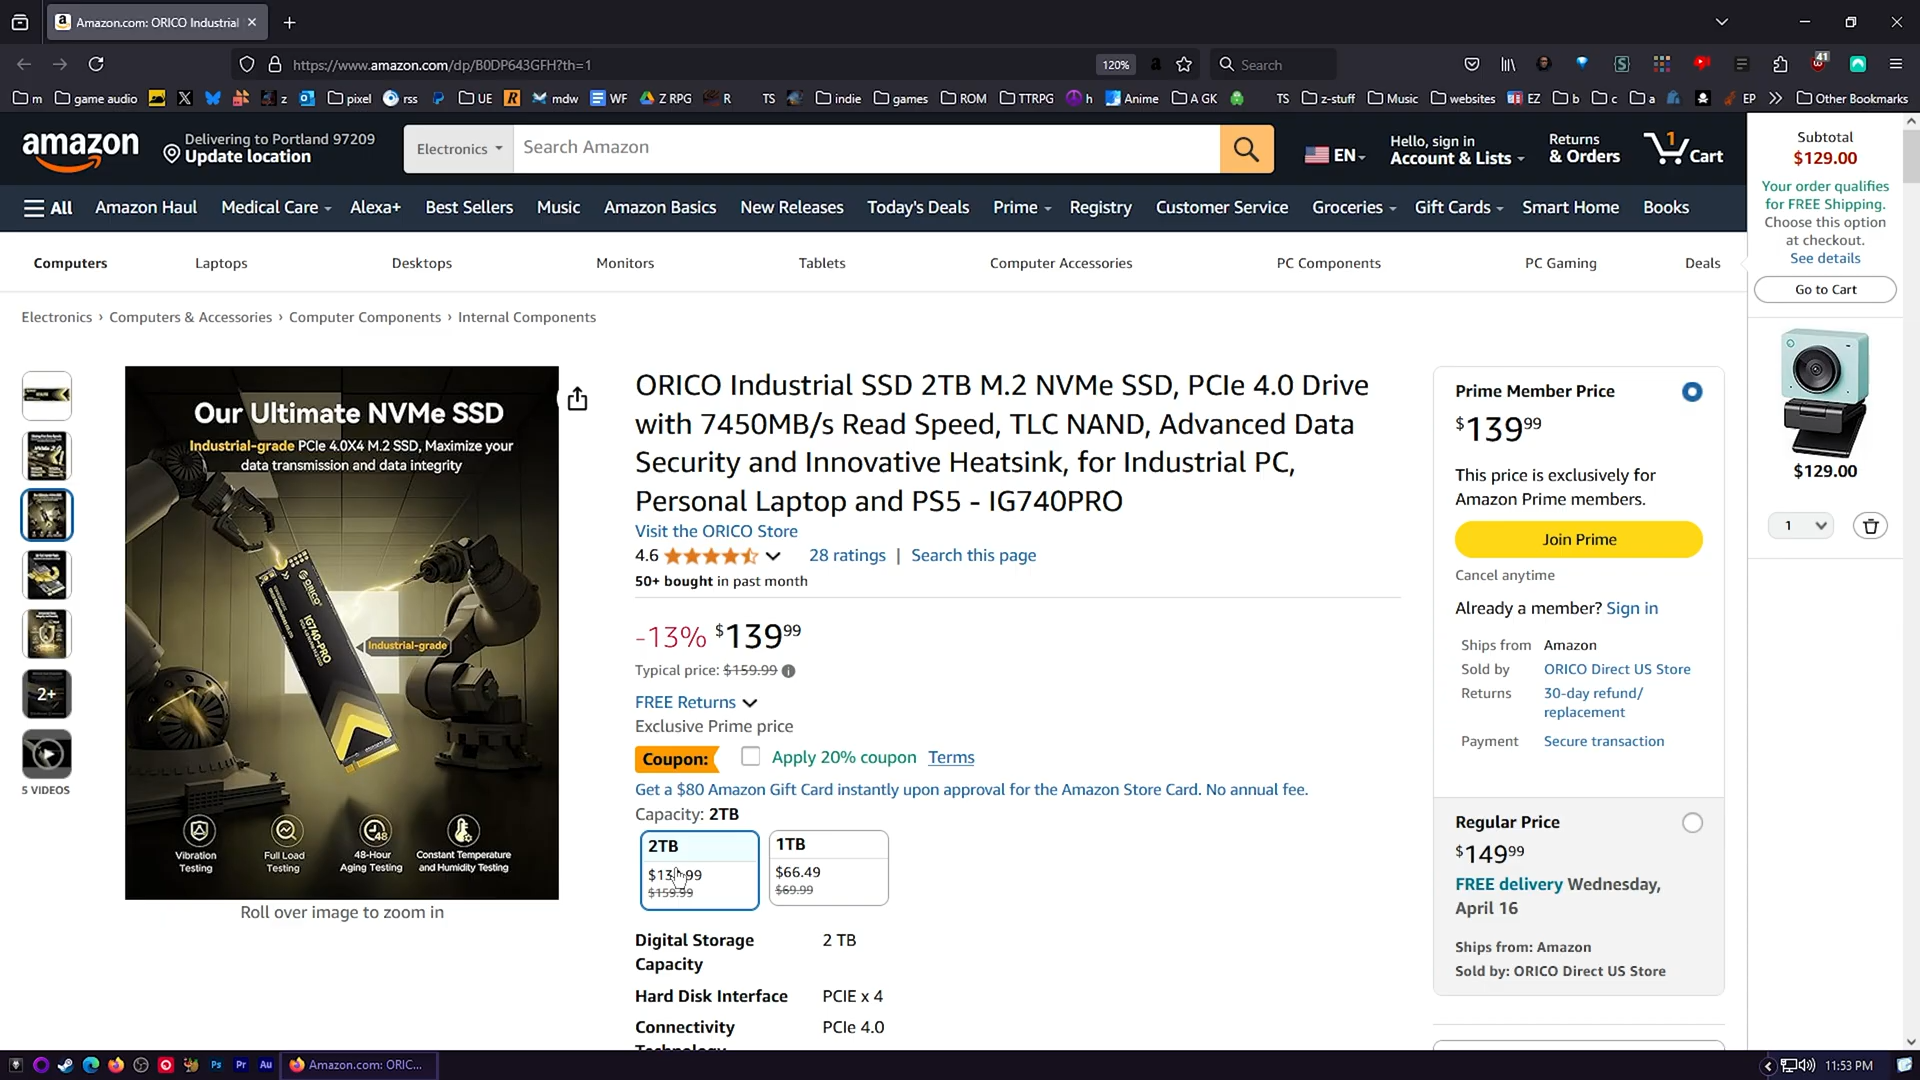 Amazon.com: ORICO Industrial
https://www.amazon.com/dp/B0DP643GFH?th=1
120%
Search
41
m
game audio
z
pixel
rss
UE
mdw
WF
Z RPG
R
TS
indie
games
ROM
TTRPG
h
Anime
A GK
TS
z-stuff
Music
websites
EZ
b
c
a
EP
Other Bookmarks
amazon
Delivering to Portland 97209
Update location
Electronics
Search Amazon
EN
Hello, sign in
Account & Lists
Returns
& Orders
1
Cart
All
Amazon Haul
Medical Care
Alexa+
Best Sellers
Music
Amazon Basics
New Releases
Today's Deals
Prime
Registry
Customer Service
Groceries
Gift Cards
Smart Home
Books
Computers
Laptops
Desktops
Monitors
Tablets
Computer Accessories
PC Components
PC Gaming
Deals
Electronics › Computers & Accessories › Computer Components › Internal Components
2+
5 VIDEOS
Our Ultimate NVMe SSD
Industrial-grade PCIe 4.0X4 M.2 SSD, Maximize your
data transmission and data integrity
ORICO
IG740-PRO
Industrial-grade
Vibration
Testing
Full Load
Testing
48
48-Hour
Aging Testing
Constant Temperature
and Humidity Testing
Roll over image to zoom in
ORICO Industrial SSD 2TB M.2 NVMe SSD, PCIe 4.0 Drive
with 7450MB/s Read Speed, TLC NAND, Advanced Data
Security and Innovative Heatsink, for Industrial PC,
Personal Laptop and PS5 - IG740PRO
Visit the ORICO Store
4.6
28 ratings | Search this page
50+ bought in past month
-13% $139 99
Typical price: $159.99
FREE Returns
Exclusive Prime price
Coupon:
Apply 20% coupon Terms
Get a $80 Amazon Gift Card instantly upon approval for the Amazon Store Card. No annual fee.
Capacity: 2TB
2TB
$159.99
1TB
$66.49
$69.99
Digital Storage
Capacity
2 TB
Hard Disk Interface
PCIE x 4
Connectivity
PCIe 4.0
Technology
Prime Member Price
$139 99
This price is exclusively for
Amazon Prime members.
Join Prime
Cancel anytime
Already a member? Sign in
Ships from
Amazon
Sold by
ORICO Direct US Store
Returns
30-day refund/
replacement
Payment
Secure transaction
Regular Price
$149 99
FREE delivery Wednesday,
April 16
Ships from: Amazon
Sold by: ORICO Direct US Store
Subtotal
$129.00
Your order qualifies
for FREE Shipping.
Choose this option
at checkout.
See details
Go to Cart
$129.00
1
Ps
Pr
Au
Amazon.com: ORIC...
11:53 PM